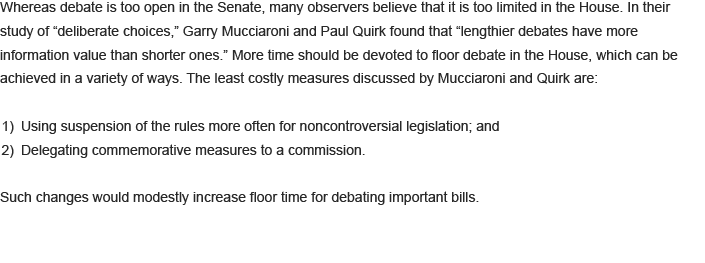 Whereas debate is too open in the Senate, many observers believe that it is too limited in the House. In their
study of “deliberate choices,” Garry Mucciaroni and Paul Quirk found that “lengthier debates have more
information value than shorter ones.” More time should be devoted to floor debate in the House, which can be
achieved in a variety of ways. The least costly measures discussed by Mucciaroni and Quirk are:
1) Using suspension of the rules more often for noncontroversial legislation; and
2) Delegating commemorative measures to a commission.
Such changes would modestly increase floor time for debating important bills.